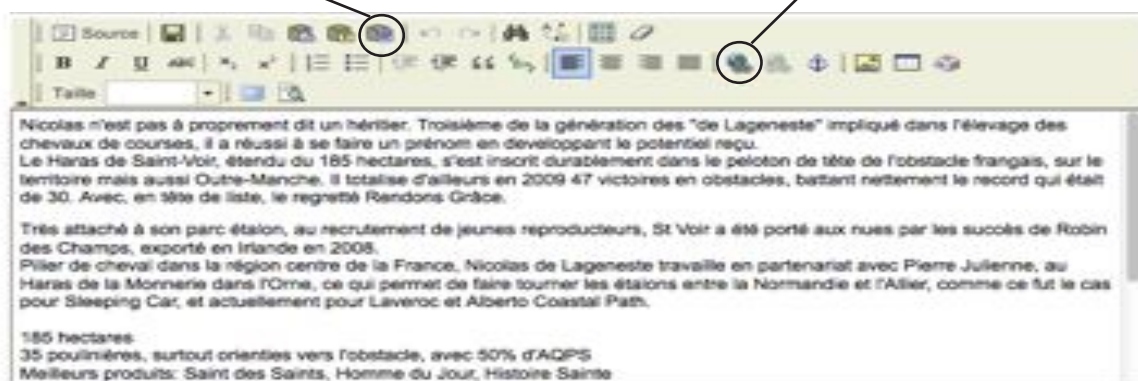 Source
B I U ABC
Taille
Nicolas n'est pas à proprement dit un héritier. Troisième de la génération des "de Lageneste" impliqué dans l'élevage des
chevaux de courses, il a réussi à se faire un prénom en developpant le potentiel reçu.
Le Haras de Saint-Voir, étendu du 185 hectares, s'est inscrit durablement dans le peloton de tête de l'obstacle français, sur le
territoire mais aussi Outre-Manche. Il totalise d'ailleurs en 2009 47 victoires en obstacles, battant nettement le record qui était
de 30. Avec, en tête de liste, le regretté Rendons Grâce.
Très attaché à son parc étalon, au recrutement de jeunes reproducteurs, St Voir a été porté aux nues par les succès de Robin
des Champs, exporté en Irlande en 2008.
Pilier de cheval dans la région centre de la France, Nicolas de Lageneste travaille en partenariat avec Pierre Julienne, au
Haras de la Monnerie dans l'Orne, ce qui permet de faire tourner les étalons entre la Normandie et l'Allier, comme ce fut le cas
pour Sleeping Car, et actuellement pour Laveroc et Alberto Coastal Path.
185 hectares
35 poulinières, surtout orienties vers l'obstacle, avec 50% d'AQPS
Meilleurs produits: Saint des Saints, Homme du Jour, Histoire Sainte